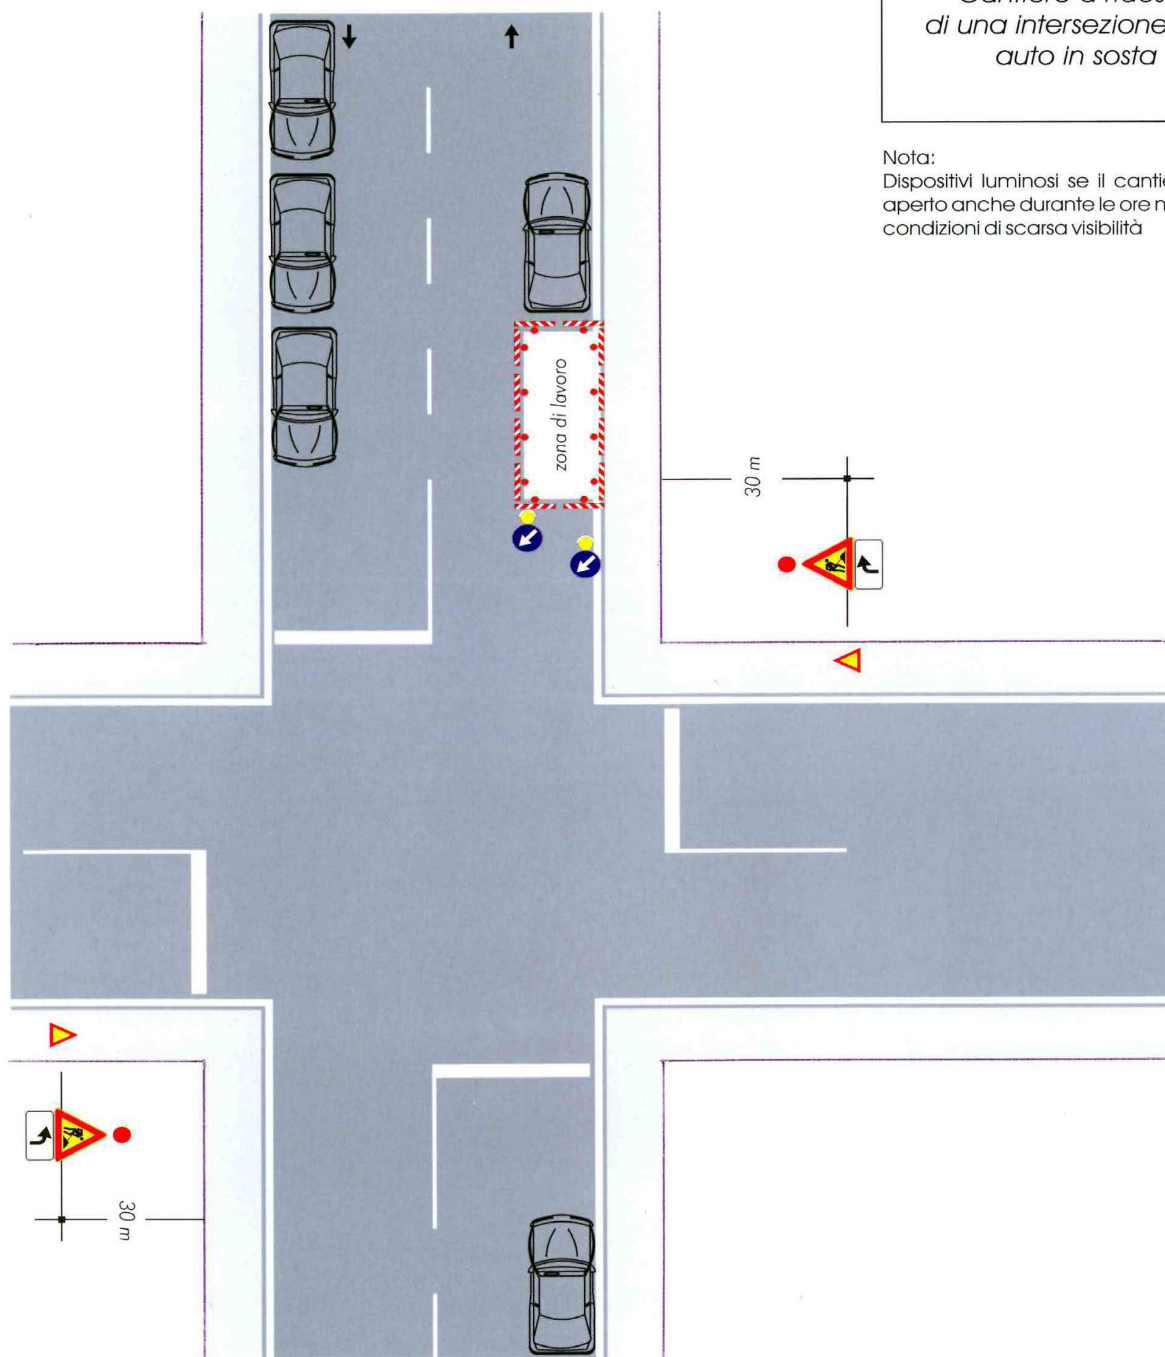 di una intersezione
auto in sosta
Nota:
Dispositivi luminosi se il
aperto anche durante le ore
condizioni di scarsa visibilità
zona di lavoro
30 m
30 m